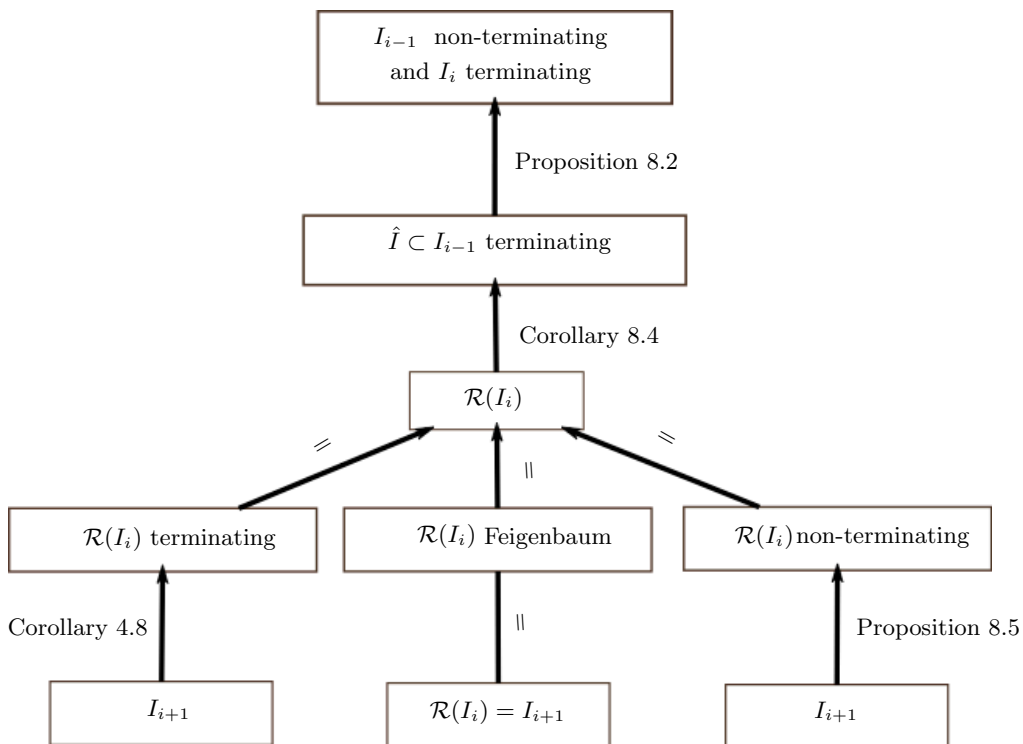 I_{i−1} non-terminating
and I_i terminating
Proposition 8.2
Î ⊂ I_{i−1} terminating
Corollary 8.4
ℛ(I_i)
= = =
ℛ(I_i) terminating ℛ(I_i) Feigenbaum ℛ(I_i) non-terminating
Corollary 4.8 = Proposition 8.5
I_{i+1} ℛ(I_i) = I_{i+1} I_{i+1}